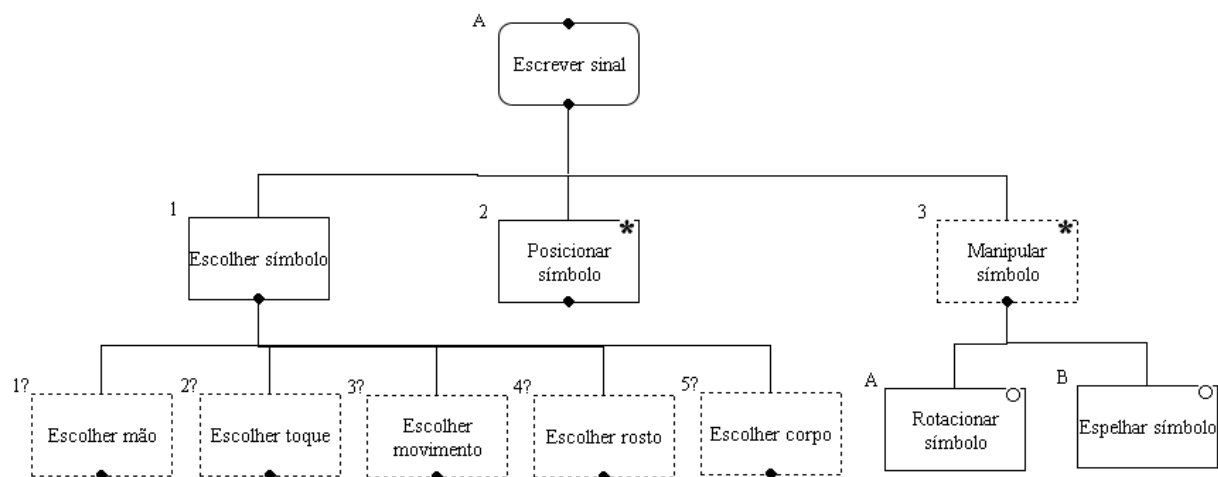 A
Escrever sinal
1
Escolher símbolo
2
*
Posicionar
símbolo
3
*
Manipular
símbolo
1?
Escolher mão
2?
Escolher toque
3?
Escolher
movimento
4?
Escolher rosto
5?
Escolher corpo
A
Rotacionar
símbolo
B
Espelhar símbolo